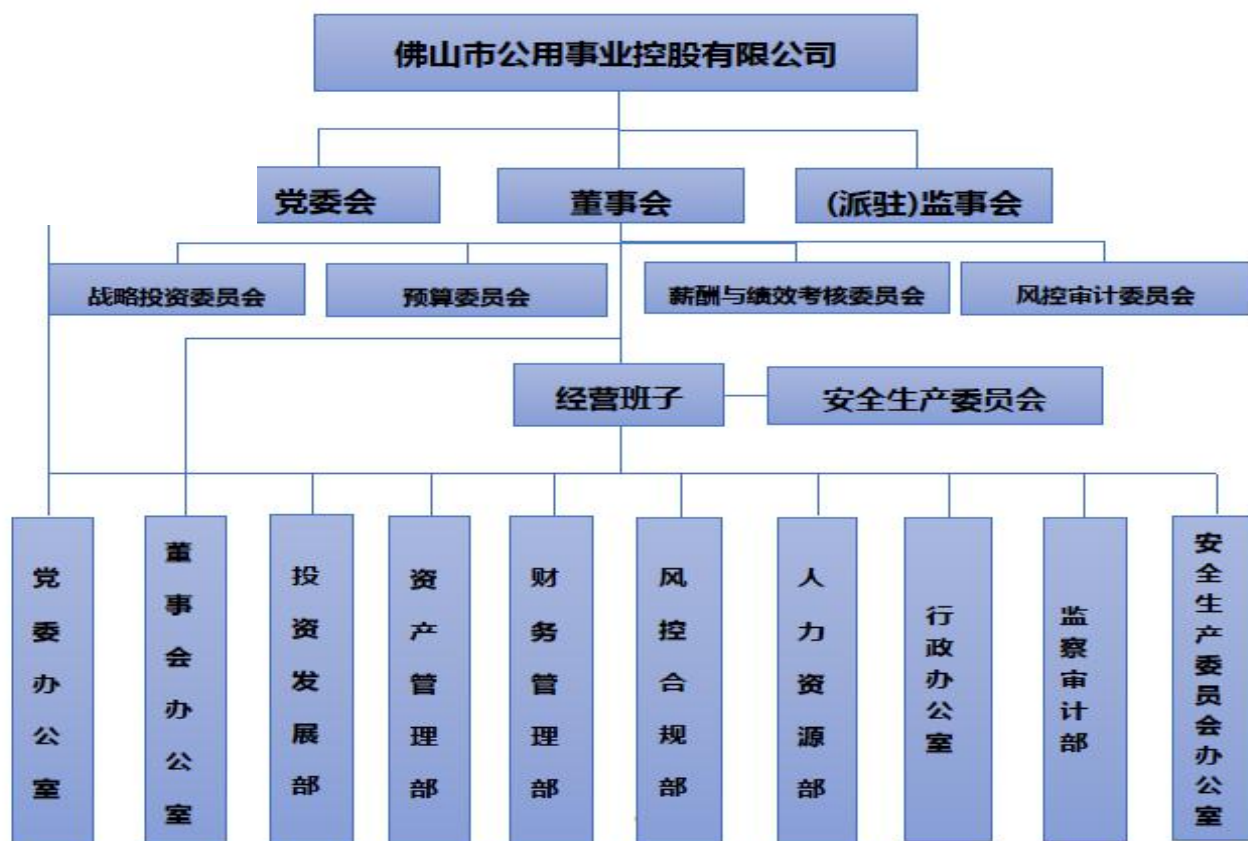 佛山市公用事业控股有限公司
党委会
董事会
(派驻)监事会
战略投资委员会
预算委员会
薪酬与绩效考核委员会
风控审计委员会
经营班子
安全生产委员会
党委办公室
董事会办公室
投资发展部
资产管理部
财务管理部
风控合规部
人力资源部
行政办公室
监察审计部
安全生产委员会办公室